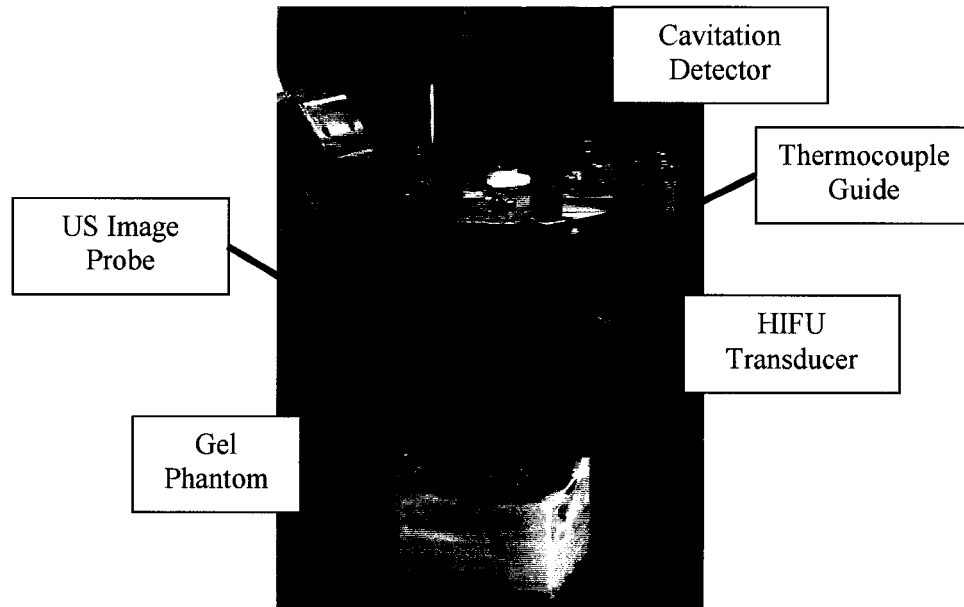 Cavitation
Detector
Thermocouple
Guide
US Image
Probe
HIFU
Transducer
Gel
Phantom